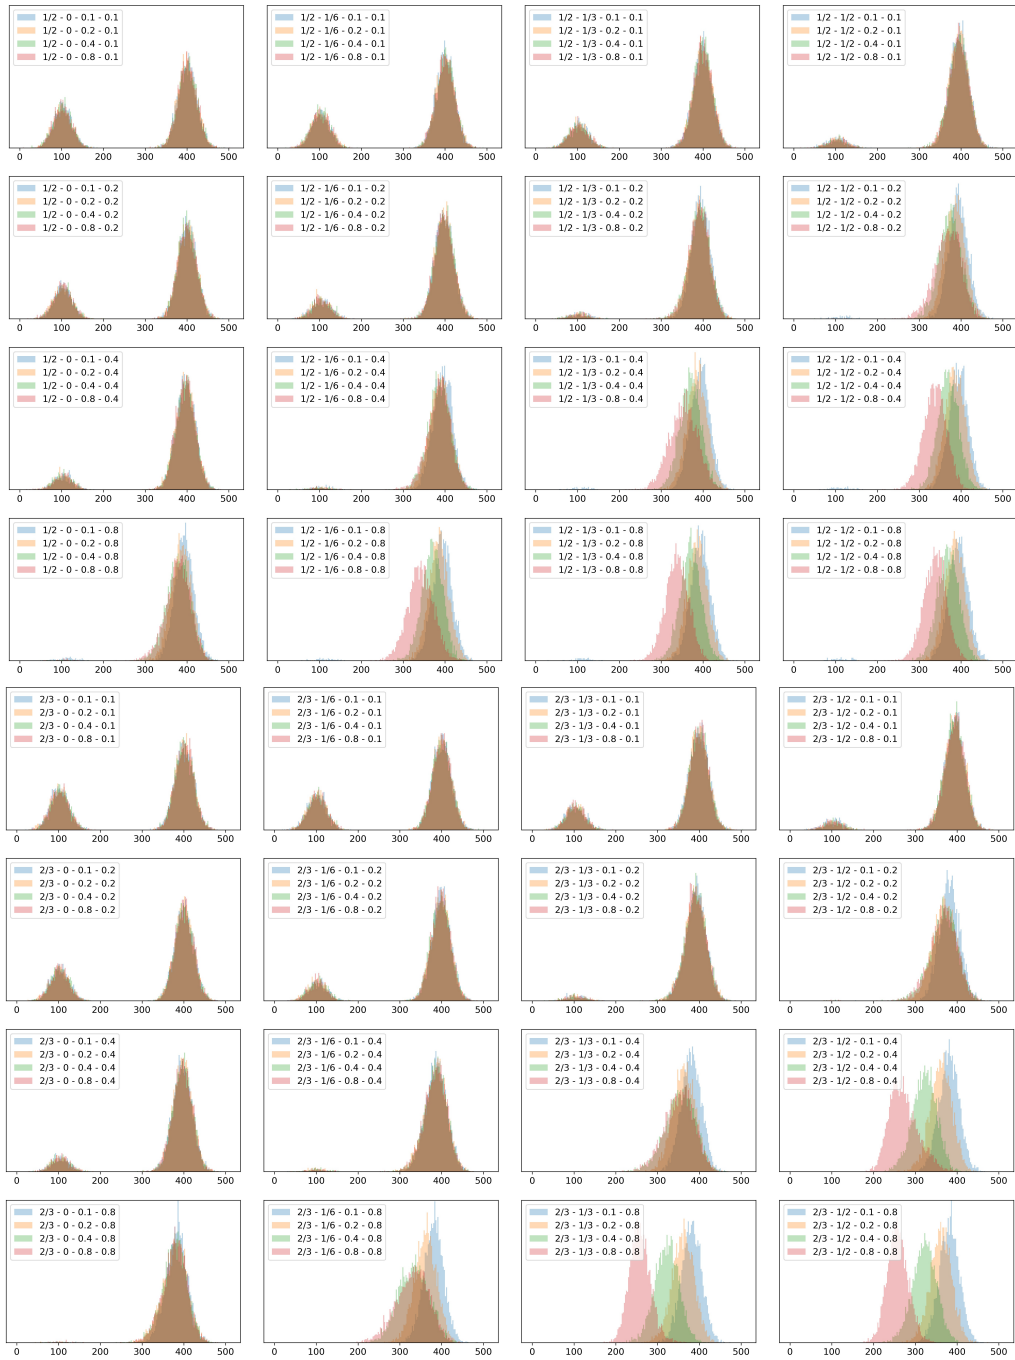 1/2 - 0 - 0.1 - 0.1
1/2 - 0 - 0.2 - 0.1
1/2 - 0 - 0.4 - 0.1
1/2 - 0 - 0.8 - 0.1
0 100 200 300 400 500
1/2 - 1/6 - 0.1 - 0.1
1/2 - 1/6 - 0.2 - 0.1
1/2 - 1/6 - 0.4 - 0.1
1/2 - 1/6 - 0.8 - 0.1
0 100 200 300 400 500
1/2 - 1/3 - 0.1 - 0.1
1/2 - 1/3 - 0.2 - 0.1
1/2 - 1/3 - 0.4 - 0.1
1/2 - 1/3 - 0.8 - 0.1
0 100 200 300 400 500
1/2 - 1/2 - 0.1 - 0.1
1/2 - 1/2 - 0.2 - 0.1
1/2 - 1/2 - 0.4 - 0.1
1/2 - 1/2 - 0.8 - 0.1
0 100 200 300 400 500
1/2 - 0 - 0.1 - 0.2
1/2 - 0 - 0.2 - 0.2
1/2 - 0 - 0.4 - 0.2
1/2 - 0 - 0.8 - 0.2
0 100 200 300 400 500
1/2 - 1/6 - 0.1 - 0.2
1/2 - 1/6 - 0.2 - 0.2
1/2 - 1/6 - 0.4 - 0.2
1/2 - 1/6 - 0.8 - 0.2
0 100 200 300 400 500
1/2 - 1/3 - 0.1 - 0.2
1/2 - 1/3 - 0.2 - 0.2
1/2 - 1/3 - 0.4 - 0.2
1/2 - 1/3 - 0.8 - 0.2
0 100 200 300 400 500
1/2 - 1/2 - 0.1 - 0.2
1/2 - 1/2 - 0.2 - 0.2
1/2 - 1/2 - 0.4 - 0.2
1/2 - 1/2 - 0.8 - 0.2
0 100 200 300 400 500
1/2 - 0 - 0.1 - 0.4
1/2 - 0 - 0.2 - 0.4
1/2 - 0 - 0.4 - 0.4
1/2 - 0 - 0.8 - 0.4
0 100 200 300 400 500
1/2 - 1/6 - 0.1 - 0.4
1/2 - 1/6 - 0.2 - 0.4
1/2 - 1/6 - 0.4 - 0.4
1/2 - 1/6 - 0.8 - 0.4
0 100 200 300 400 500
1/2 - 1/3 - 0.1 - 0.4
1/2 - 1/3 - 0.2 - 0.4
1/2 - 1/3 - 0.4 - 0.4
1/2 - 1/3 - 0.8 - 0.4
0 100 200 300 400 500
1/2 - 1/2 - 0.1 - 0.4
1/2 - 1/2 - 0.2 - 0.4
1/2 - 1/2 - 0.4 - 0.4
1/2 - 1/2 - 0.8 - 0.4
0 100 200 300 400 500
1/2 - 0 - 0.1 - 0.8
1/2 - 0 - 0.2 - 0.8
1/2 - 0 - 0.4 - 0.8
1/2 - 0 - 0.8 - 0.8
0 100 200 300 400 500
1/2 - 1/6 - 0.1 - 0.8
1/2 - 1/6 - 0.2 - 0.8
1/2 - 1/6 - 0.4 - 0.8
1/2 - 1/6 - 0.8 - 0.8
0 100 200 300 400 500
1/2 - 1/3 - 0.1 - 0.8
1/2 - 1/3 - 0.2 - 0.8
1/2 - 1/3 - 0.4 - 0.8
1/2 - 1/3 - 0.8 - 0.8
0 100 200 300 400 500
1/2 - 1/2 - 0.1 - 0.8
1/2 - 1/2 - 0.2 - 0.8
1/2 - 1/2 - 0.4 - 0.8
1/2 - 1/2 - 0.8 - 0.8
0 100 200 300 400 500
2/3 - 0 - 0.1 - 0.1
2/3 - 0 - 0.2 - 0.1
2/3 - 0 - 0.4 - 0.1
2/3 - 0 - 0.8 - 0.1
0 100 200 300 400 500
2/3 - 1/6 - 0.1 - 0.1
2/3 - 1/6 - 0.2 - 0.1
2/3 - 1/6 - 0.4 - 0.1
2/3 - 1/6 - 0.8 - 0.1
0 100 200 300 400 500
2/3 - 1/3 - 0.1 - 0.1
2/3 - 1/3 - 0.2 - 0.1
2/3 - 1/3 - 0.4 - 0.1
2/3 - 1/3 - 0.8 - 0.1
0 100 200 300 400 500
2/3 - 1/2 - 0.1 - 0.1
2/3 - 1/2 - 0.2 - 0.1
2/3 - 1/2 - 0.4 - 0.1
2/3 - 1/2 - 0.8 - 0.1
0 100 200 300 400 500
2/3 - 0 - 0.1 - 0.2
2/3 - 0 - 0.2 - 0.2
2/3 - 0 - 0.4 - 0.2
2/3 - 0 - 0.8 - 0.2
0 100 200 300 400 500
2/3 - 1/6 - 0.1 - 0.2
2/3 - 1/6 - 0.2 - 0.2
2/3 - 1/6 - 0.4 - 0.2
2/3 - 1/6 - 0.8 - 0.2
0 100 200 300 400 500
2/3 - 1/3 - 0.1 - 0.2
2/3 - 1/3 - 0.2 - 0.2
2/3 - 1/3 - 0.4 - 0.2
2/3 - 1/3 - 0.8 - 0.2
0 100 200 300 400 500
2/3 - 1/2 - 0.1 - 0.2
2/3 - 1/2 - 0.2 - 0.2
2/3 - 1/2 - 0.4 - 0.2
2/3 - 1/2 - 0.8 - 0.2
0 100 200 300 400 500
2/3 - 0 - 0.1 - 0.4
2/3 - 0 - 0.2 - 0.4
2/3 - 0 - 0.4 - 0.4
2/3 - 0 - 0.8 - 0.4
0 100 200 300 400 500
2/3 - 1/6 - 0.1 - 0.4
2/3 - 1/6 - 0.2 - 0.4
2/3 - 1/6 - 0.4 - 0.4
2/3 - 1/6 - 0.8 - 0.4
0 100 200 300 400 500
2/3 - 1/3 - 0.1 - 0.4
2/3 - 1/3 - 0.2 - 0.4
2/3 - 1/3 - 0.4 - 0.4
2/3 - 1/3 - 0.8 - 0.4
0 100 200 300 400 500
2/3 - 1/2 - 0.1 - 0.4
2/3 - 1/2 - 0.2 - 0.4
2/3 - 1/2 - 0.4 - 0.4
2/3 - 1/2 - 0.8 - 0.4
0 100 200 300 400 500
2/3 - 0 - 0.1 - 0.8
2/3 - 0 - 0.2 - 0.8
2/3 - 0 - 0.4 - 0.8
2/3 - 0 - 0.8 - 0.8
0 100 200 300 400 500
2/3 - 1/6 - 0.1 - 0.8
2/3 - 1/6 - 0.2 - 0.8
2/3 - 1/6 - 0.4 - 0.8
2/3 - 1/6 - 0.8 - 0.8
0 100 200 300 400 500
2/3 - 1/3 - 0.1 - 0.8
2/3 - 1/3 - 0.2 - 0.8
2/3 - 1/3 - 0.4 - 0.8
2/3 - 1/3 - 0.8 - 0.8
0 100 200 300 400 500
2/3 - 1/2 - 0.1 - 0.8
2/3 - 1/2 - 0.2 - 0.8
2/3 - 1/2 - 0.4 - 0.8
2/3 - 1/2 - 0.8 - 0.8
0 100 200 300 400 500